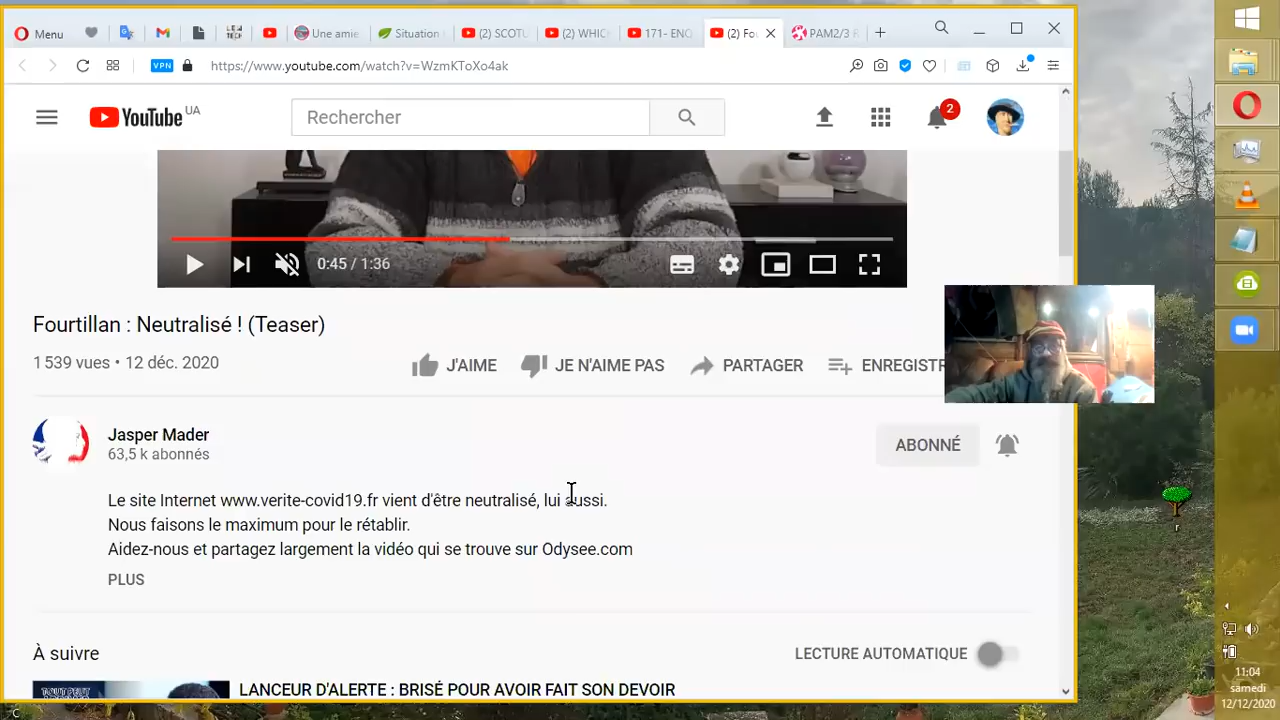 Menu
Une amie
Situation
(2) SCOTU
(2) WHIC
171- ENQ
(2) Fou
PAM2/3 R
VPN
https://www.youtube.com/watch?v=WzmKToXo4ak
YouTube UA
Rechercher
2
0:45 / 1:36
Fourtillan : Neutralisé ! (Teaser)
1 539 vues • 12 déc. 2020
J'AIME
JE N'AIME PAS
PARTAGER
ENREGISTR
Jasper Mader
63,5 k abonnés
ABONNÉ
Le site Internet www.verite-covid19.fr vient d'être neutralisé, lui aussi.
Nous faisons le maximum pour le rétablir.
Aidez-nous et partagez largement la vidéo qui se trouve sur Odysee.com
PLUS
À suivre
LECTURE AUTOMATIQUE
LANCEUR D'ALERTE : BRISÉ POUR AVOIR FAIT SON DEVOIR
TOUT PEUT
r
11:04
samedi
12/12/2020